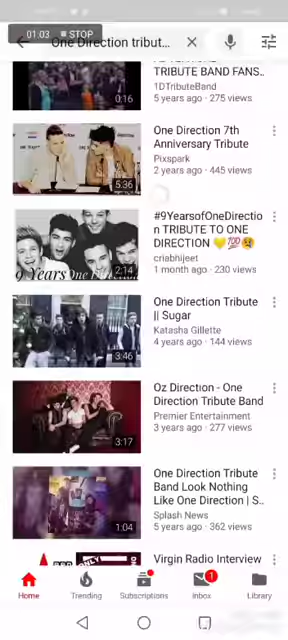 01:03 STOP
One Direction tribut...
TRIBUTE BAND FANS..
1DTributeBand
5 years ago · 275 views
0:16
One Direction 7th
Anniversary Tribute
Pixspark
2 years ago · 445 views
5:36
#9YearsofOneDirectio
n TRIBUTE TO ONE
DIRECTION 💛💯😢
criabhijeet
1 month ago · 230 views
9 Years One Direction
2:14
One Direction Tribute
|| Sugar
Katasha Gillette
4 years ago · 144 views
3:46
Oz Direction - One
Direction Tribute Band
Premier Entertainment
3 years ago · 277 views
3:17
One Direction Tribute
Band Look Nothing
Like One Direction | S..
Splash News
5 years ago · 362 views
1:04
Virgin Radio Interview
ONLY
1
Home
Trending
Subscriptions
Inbox
Library